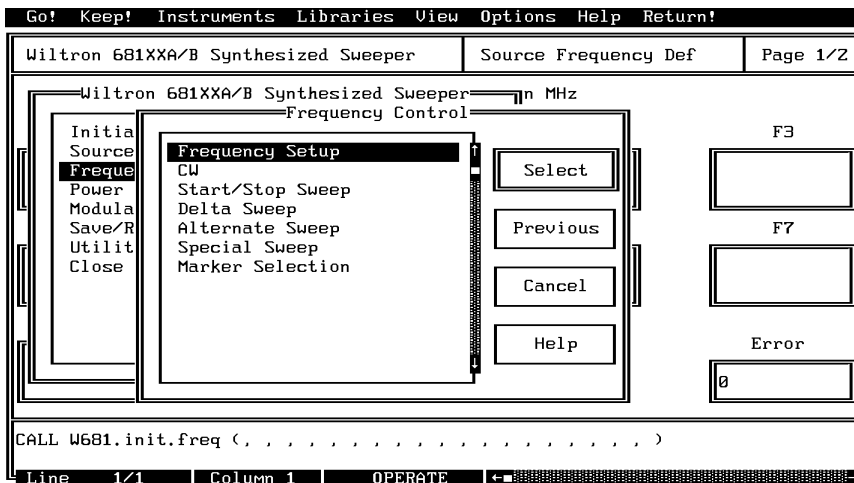 Go! Keep! Instruments Libraries View Options Help Return!
Wiltron 681XXA/B Synthesized Sweeper Source Frequency Def Page 1/2
Wiltron 681XXA/B Synthesized Sweeper n MHz
Frequency Control
Initia
Source
Freque
Power
Modula
Save/R
Utilit
Close
Frequency Setup
CW
Start/Stop Sweep
Delta Sweep
Alternate Sweep
Special Sweep
Marker Selection
Select
Previous
Cancel
Help
F3
F7
Error
0
CALL W681.init.freq (, , , , , , , , , , , , , , , , , , )
Line 1/1 Column 1 OPERATE